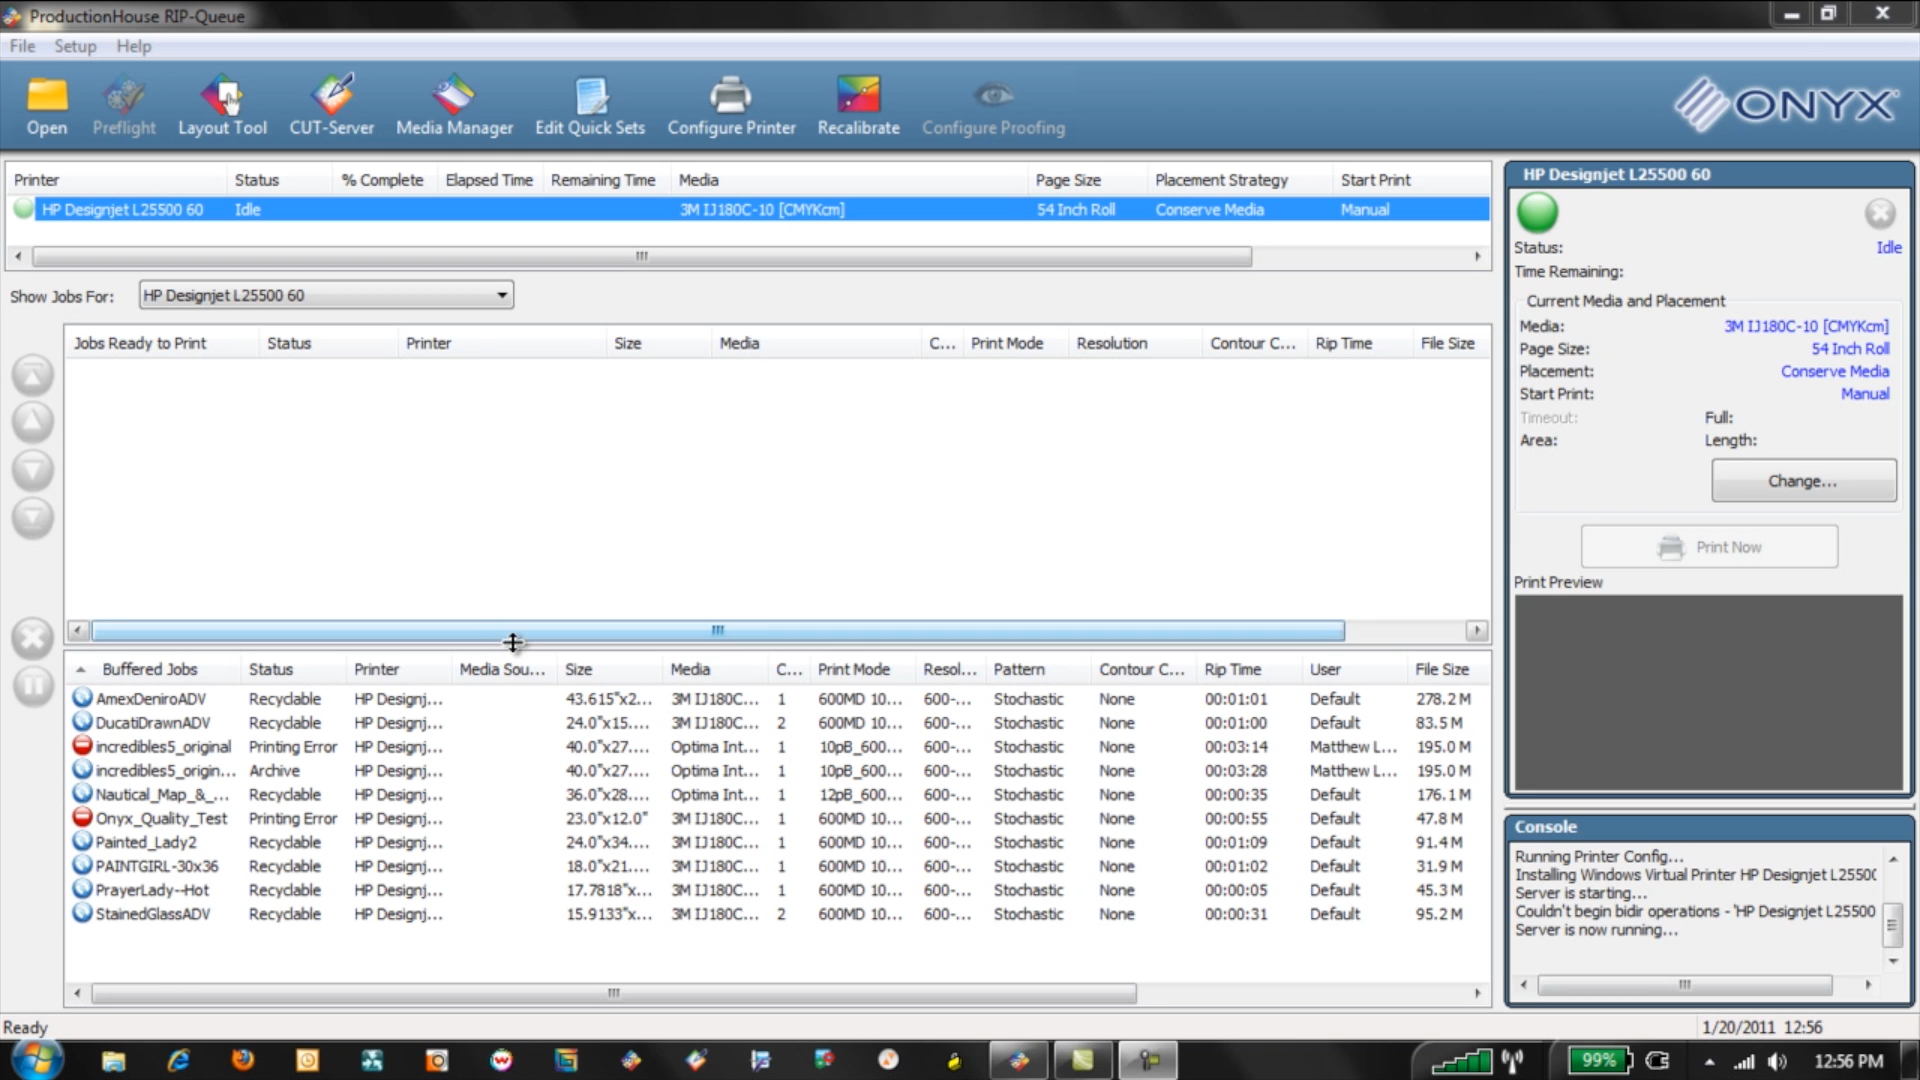 ProductionHouse RIP-Queue
File Setup Help
Open Preflight Layout Tool CUT-Server Media Manager Edit Quick Sets Configure Printer Recalibrate Configure Proofing
ONYX
Printer Status % Complete Elapsed Time Remaining Time Media Page Size Placement Strategy Start Print
HP Designjet L25500 60 Idle 3M IJ180C-10 [CMYKcm] 54 Inch Roll Conserve Media Manual
Show Jobs For: HP Designjet L25500 60
Jobs Ready to Print Status Printer Size Media C... Print Mode Resolution Contour C... Rip Time File Size
Buffered Jobs Status Printer Media Sou... Size Media C... Print Mode Resol... Pattern Contour C... Rip Time User File Size
AmexDeniroADV Recyclable HP Designj... 43.615"x2... 3M IJ180C... 1 600MD 10... 600-... Stochastic None 00:01:01 Default 278.2 M
DucatiDrawnADV Recyclable HP Designj... 24.0"x15.... 3M IJ180C... 2 600MD 10... 600-... Stochastic None 00:01:00 Default 83.5 M
incredibles5_original Printing Error HP Designj... 40.0"x27.... Optima Int... 1 10pB_600... 600-... Stochastic None 00:03:14 Matthew L... 195.0 M
incredibles5_origin... Archive HP Designj... 40.0"x27.... Optima Int... 1 10pB_600... 600-... Stochastic None 00:03:28 Matthew L... 195.0 M
Nautical_Map_&_... Recyclable HP Designj... 36.0"x28.... Optima Int... 1 12pB_600... 600-... Stochastic None 00:00:35 Default 176.1 M
Onyx_Quality_Test Printing Error HP Designj... 23.0"x12.0" 3M IJ180C... 1 600MD 10... 600-... Stochastic None 00:00:55 Default 47.8 M
Painted_Lady2 Recyclable HP Designj... 24.0"x34.... 3M IJ180C... 1 600MD 10... 600-... Stochastic None 00:01:09 Default 91.4 M
PAINTGIRL-30x36 Recyclable HP Designj... 18.0"x21.... 3M IJ180C... 1 600MD 10... 600-... Stochastic None 00:01:02 Default 31.9 M
PrayerLady--Hot Recyclable HP Designj... 17.7818"x... 3M IJ180C... 1 600MD 10... 600-... Stochastic None 00:00:05 Default 45.3 M
StainedGlassADV Recyclable HP Designj... 15.9133"x... 3M IJ180C... 2 600MD 10... 600-... Stochastic None 00:00:31 Default 95.2 M
HP Designjet L25500 60
Status: Idle
Time Remaining:
Current Media and Placement
Media: 3M IJ180C-10 [CMYKcm]
Page Size: 54 Inch Roll
Placement: Conserve Media
Start Print: Manual
Timeout: Full:
Area: Length:
Change...
Print Now
Print Preview
Console
Running Printer Config...
Installing Windows Virtual Printer HP Designjet L2550
Server is starting...
Couldn't begin bidir operations - 'HP Designjet L25500
Server is now running...
Ready 1/20/2011 12:56
99% 12:56 PM